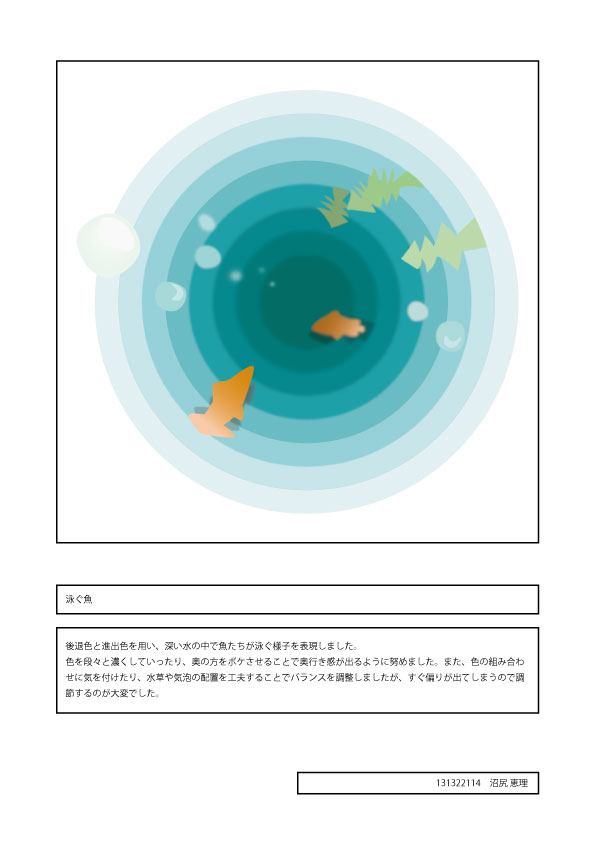 泳ぐ魚
後退色と進出色を用い、深い水の中で魚たちが泳ぐ様子を表現しました。
色を段々と濃くしていったり、奥の方をボケさせることで奥行き感が出るように努めました。また、色の組み合わ
せに気を付けたり、水草や気泡の配置を工夫することでバランスを調整しましたが、すぐ偏りが出てしまうので調
節するのが大変でした。
131322114　沼尻 恵理